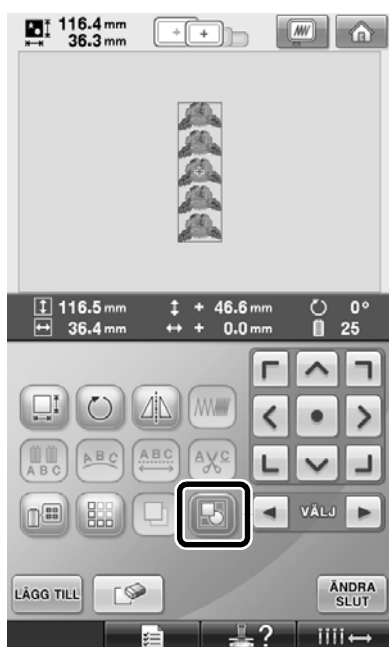 116.4 mm
36.3 mm
116.5 mm + 46.6 mm 0°
36.4 mm + 0.0 mm 25
A B C A B C A B C A V C
VÄLJ
LÄGG TILL ÄNDRA
SLUT
?